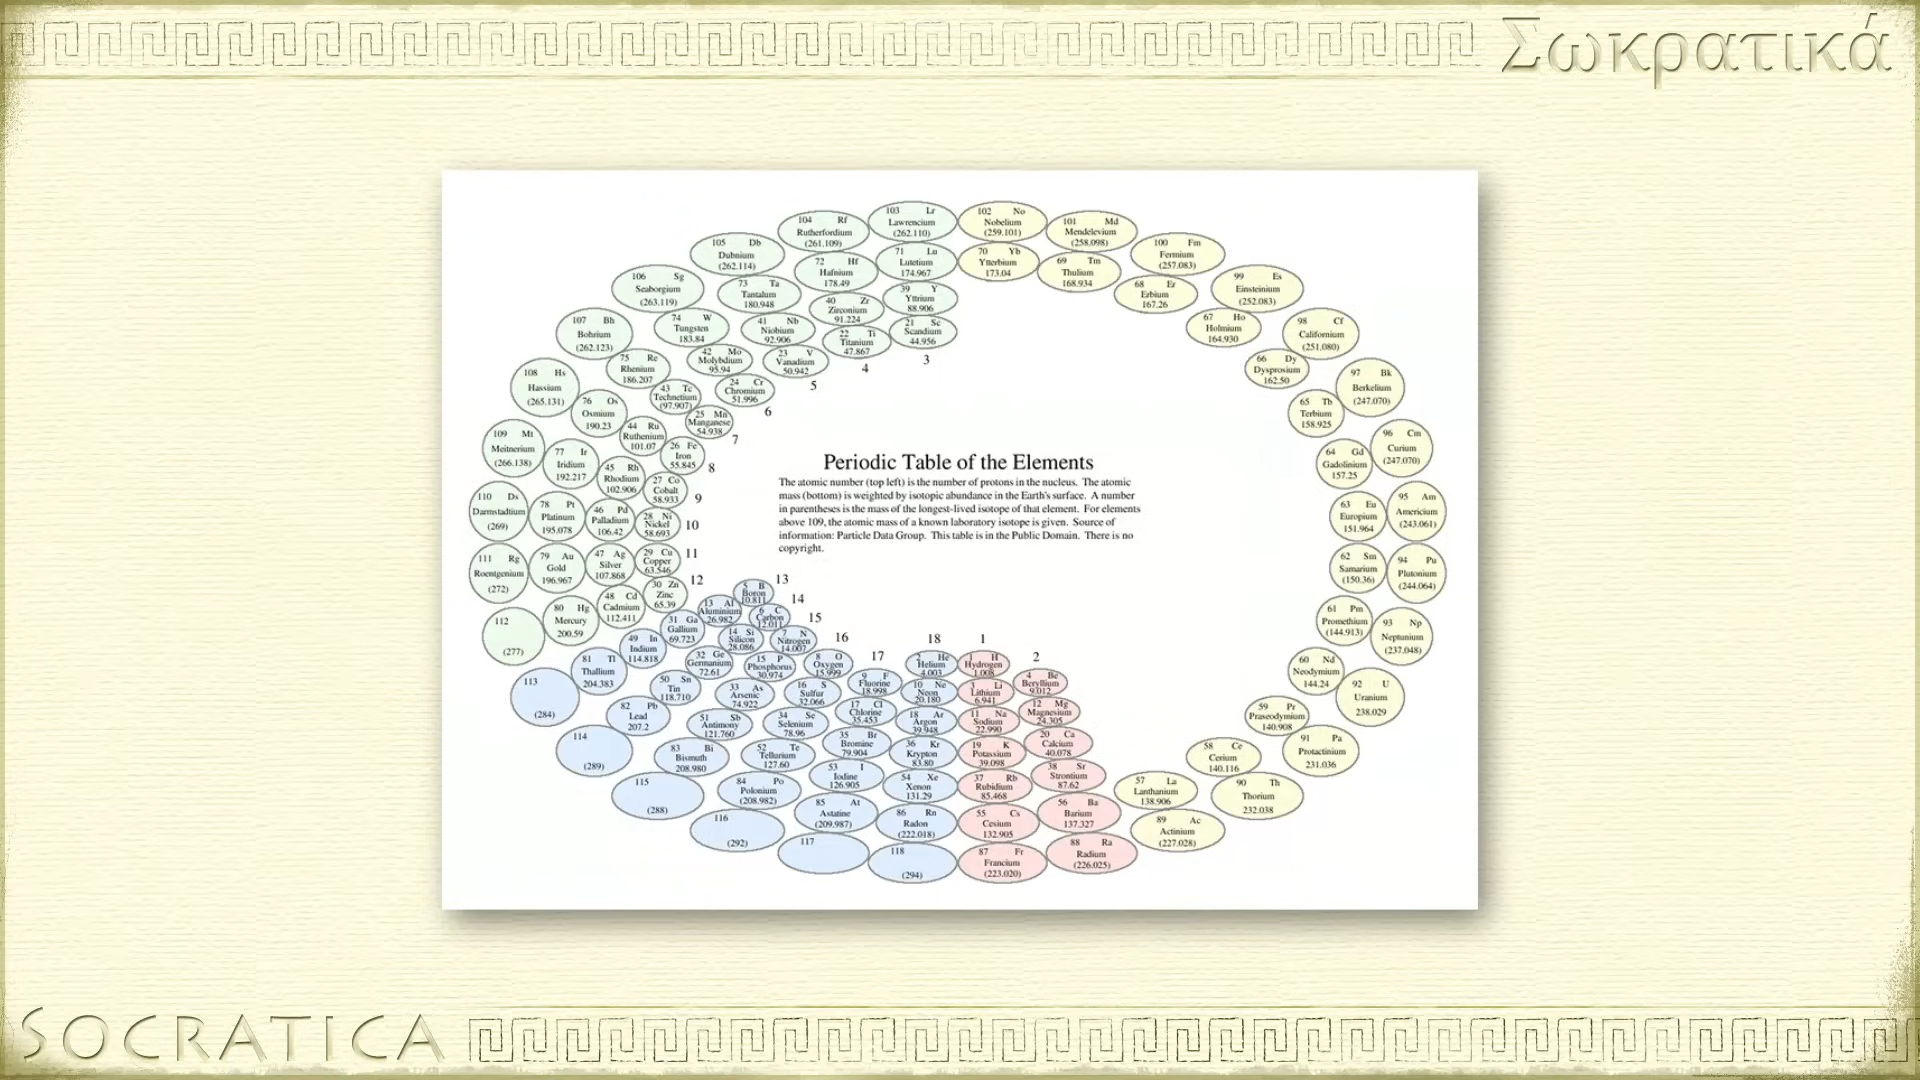 Σωκρατικά
104 Rf
Rutherfordium
(261.109)
103 Lr
Lawrencium
(262.110)
102 No
Nobelium
(259.101)
101 Md
Mendelevium
(258.098)
105 Db
Dubnium
(262.114)
72 Hf
Hafnium
178.49
71 Lu
Lutetium
174.967
70 Yb
Ytterbium
173.04
69 Tm
Thulium
168.934
100 Fm
Fermium
(257.083)
106 Sg
Seaborgium
(263.119)
73 Ta
Tantalum
180.948
40 Zr
Zirconium
91.224
39 Y
Yttrium
88.906
68 Er
Erbium
167.26
99 Es
Einsteinium
(252.083)
107 Bh
Bohrium
(262.123)
74 W
Tungsten
183.84
41 Nb
Niobium
92.906
22 Ti
Titanium
47.867
21 Sc
Scandium
44.956
67 Ho
Holmium
164.930
98 Cf
Californium
(251.080)
3
4
5
6
7
8
9
10
11
12
108 Hs
Hassium
(265.131)
75 Re
Rhenium
186.207
42 Mo
Molybdium
95.94
23 V
Vanadium
50.942
66 Dy
Dysprosium
162.50
97 Bk
Berkelium
(247.070)
76 Os
Osmium
190.23
43 Tc
Technetium
(97.907)
24 Cr
Chromium
51.996
65 Tb
Terbium
158.925
109 Mt
Meitnerium
(266.138)
77 Ir
Iridium
192.217
44 Ru
Ruthenium
101.07
25 Mn
Manganese
54.938
64 Gd
Gadolinium
157.25
96 Cm
Curium
(247.070)
45 Rh
Rhodium
102.906
26 Fe
Iron
55.845
110 Ds
Darmstadtium
(269)
78 Pt
Platinum
195.078
46 Pd
Palladium
106.42
27 Co
Cobalt
58.933
28 Ni
Nickel
58.693
Periodic Table of the Elements
The atomic number (top left) is the number of protons in the nucleus. The atomic
mass (bottom) is weighted by isotopic abundance in the Earth's surface. A number
in parentheses is the mass of the longest-lived isotope of that element. For elements
above 109, the atomic mass of a known laboratory isotope is given. Source of
information: Particle Data Group. This table is in the Public Domain. There is no
copyright.
63 Eu
Europium
151.964
95 Am
Americium
(243.061)
111 Rg
Roentgenium
(272)
79 Au
Gold
196.967
47 Ag
Silver
107.868
29 Cu
Copper
63.546
62 Sm
Samarium
(150.36)
94 Pu
Plutonium
(244.064)
112
(277)
80 Hg
Mercury
200.59
48 Cd
Cadmium
112.411
30 Zn
Zinc
65.39
61 Pm
Promethium
(144.913)
93 Np
Neptunium
(237.048)
13
14
15
16
17
18
1
2
5 B
Boron
10.811
13 Al
Aluminium
26.982
6 C
Carbon
12.011
31 Ga
Gallium
69.723
14 Si
Silicon
28.086
7 N
Nitrogen
14.007
49 In
Indium
114.818
32 Ge
Germanium
72.61
15 P
Phosphorus
30.974
8 O
Oxygen
15.999
2 He
Helium
4.003
1 H
Hydrogen
1.008
60 Nd
Neodymium
144.24
92 U
Uranium
238.029
113
(284)
81 Tl
Thallium
204.383
50 Sn
Tin
118.710
33 As
Arsenic
74.922
16 S
Sulfur
32.066
9 F
Fluorine
18.998
10 Ne
Neon
20.180
3 Li
Lithium
6.941
4 Be
Beryllium
9.012
114
(289)
82 Pb
Lead
207.2
51 Sb
Antimony
121.760
34 Se
Selenium
78.96
17 Cl
Chlorine
35.453
18 Ar
Argon
39.948
11 Na
Sodium
22.990
12 Mg
Magnesium
24.305
59 Pr
Praseodymium
140.908
91 Pa
Protactinium
231.036
115
(288)
83 Bi
Bismuth
208.980
52 Te
Tellurium
127.60
35 Br
Bromine
79.904
36 Kr
Krypton
83.80
19 K
Potassium
39.098
20 Ca
Calcium
40.078
58 Ce
Cerium
140.116
90 Th
Thorium
232.038
116
(292)
84 Po
Polonium
(208.982)
53 I
Iodine
126.905
54 Xe
Xenon
131.29
37 Rb
Rubidium
85.468
38 Sr
Strontium
87.62
57 La
Lanthanium
138.906
89 Ac
Actinium
(227.028)
117
85 At
Astatine
(209.987)
86 Rn
Radon
(222.018)
55 Cs
Cesium
132.905
56 Ba
Barium
137.327
118
(294)
87 Fr
Francium
(223.020)
88 Ra
Radium
(226.025)
SOCRATICA